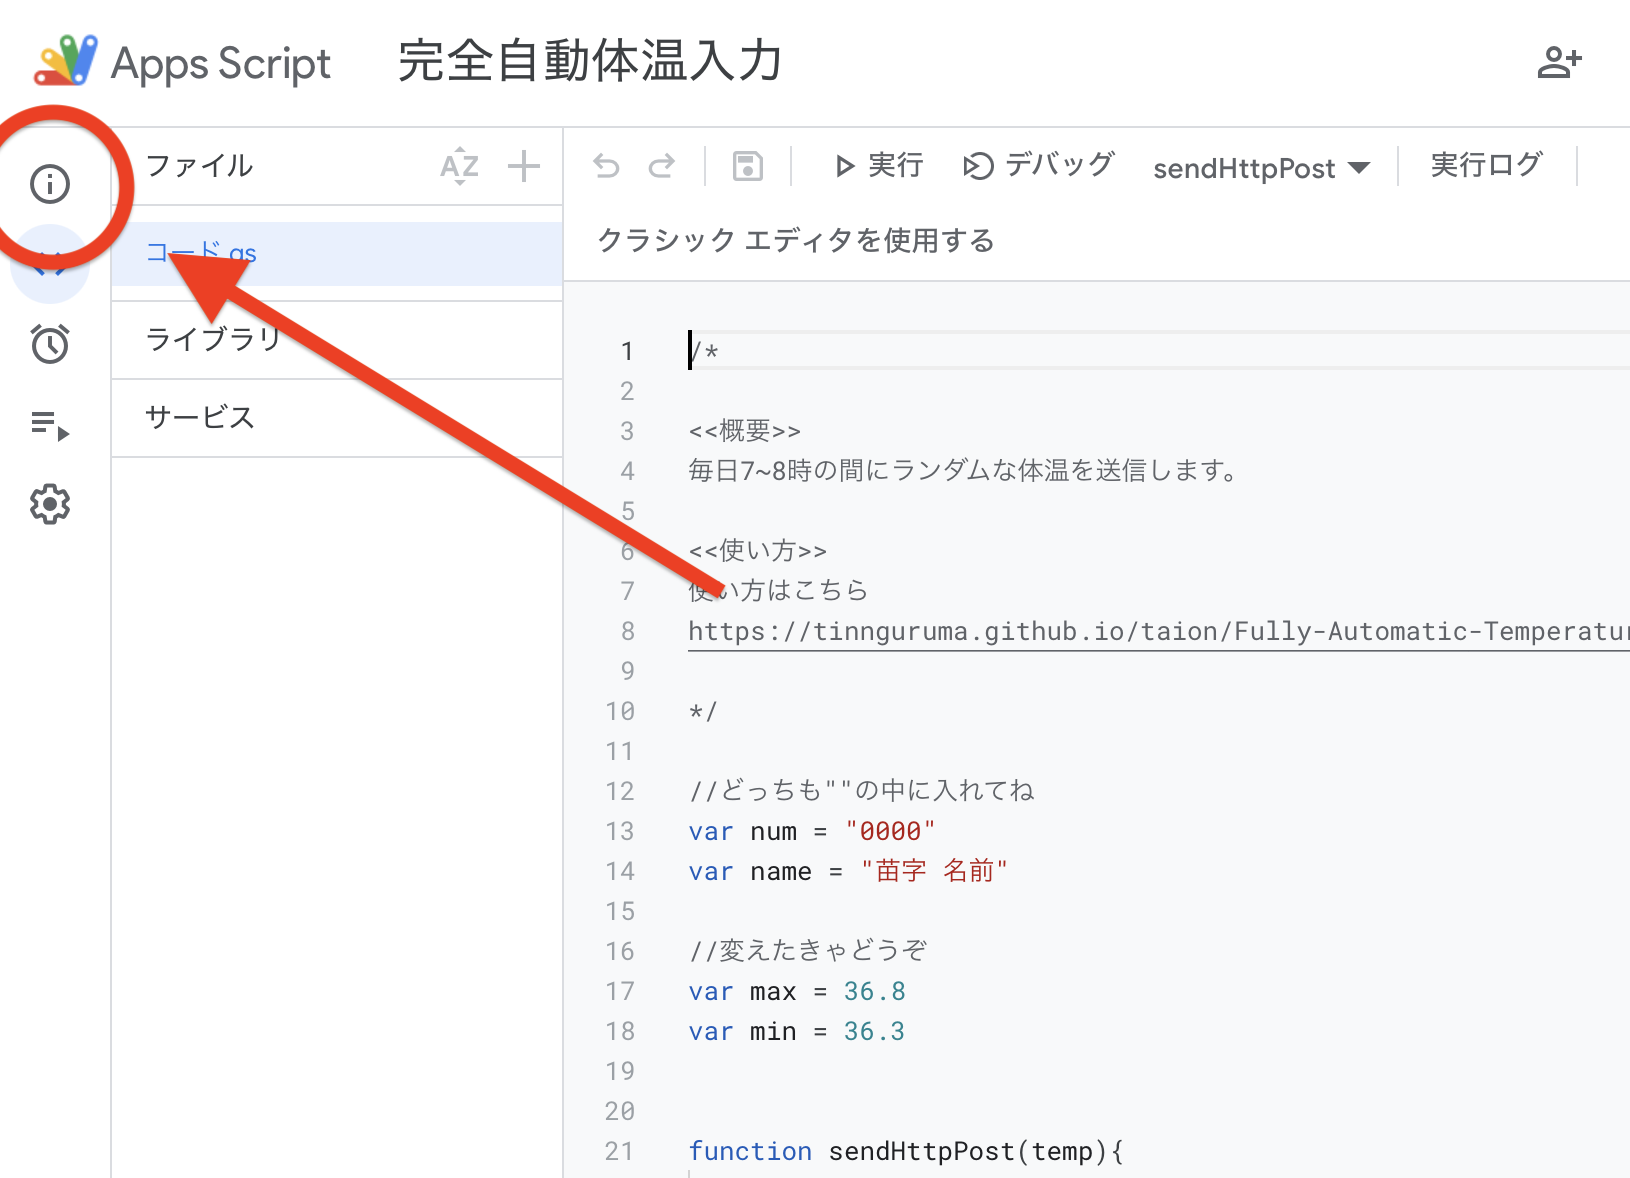 Apps Script 完全自動体温入力
ファイル AZ
実行 デバッグ sendHttpPost 実行ログ
クラシック エディタを使用する
コード.gs
ライブラリ
サービス
1 /*
2
3 <<概要>>
4 毎日7~8時の間にランダムな体温を送信します。
5
6 <<使い方>>
7 使い方はこちら
8 https://tinnguruma.github.io/taion/Fully-Automatic-Temperatur
9
10 */
11
12 //どっちも""の中に入れてね
13 var num = "0000"
14 var name = "苗字 名前"
15
16 //変えたきゃどうぞ
17 var max = 36.8
18 var min = 36.3
19
20
21 function sendHttpPost(temp){